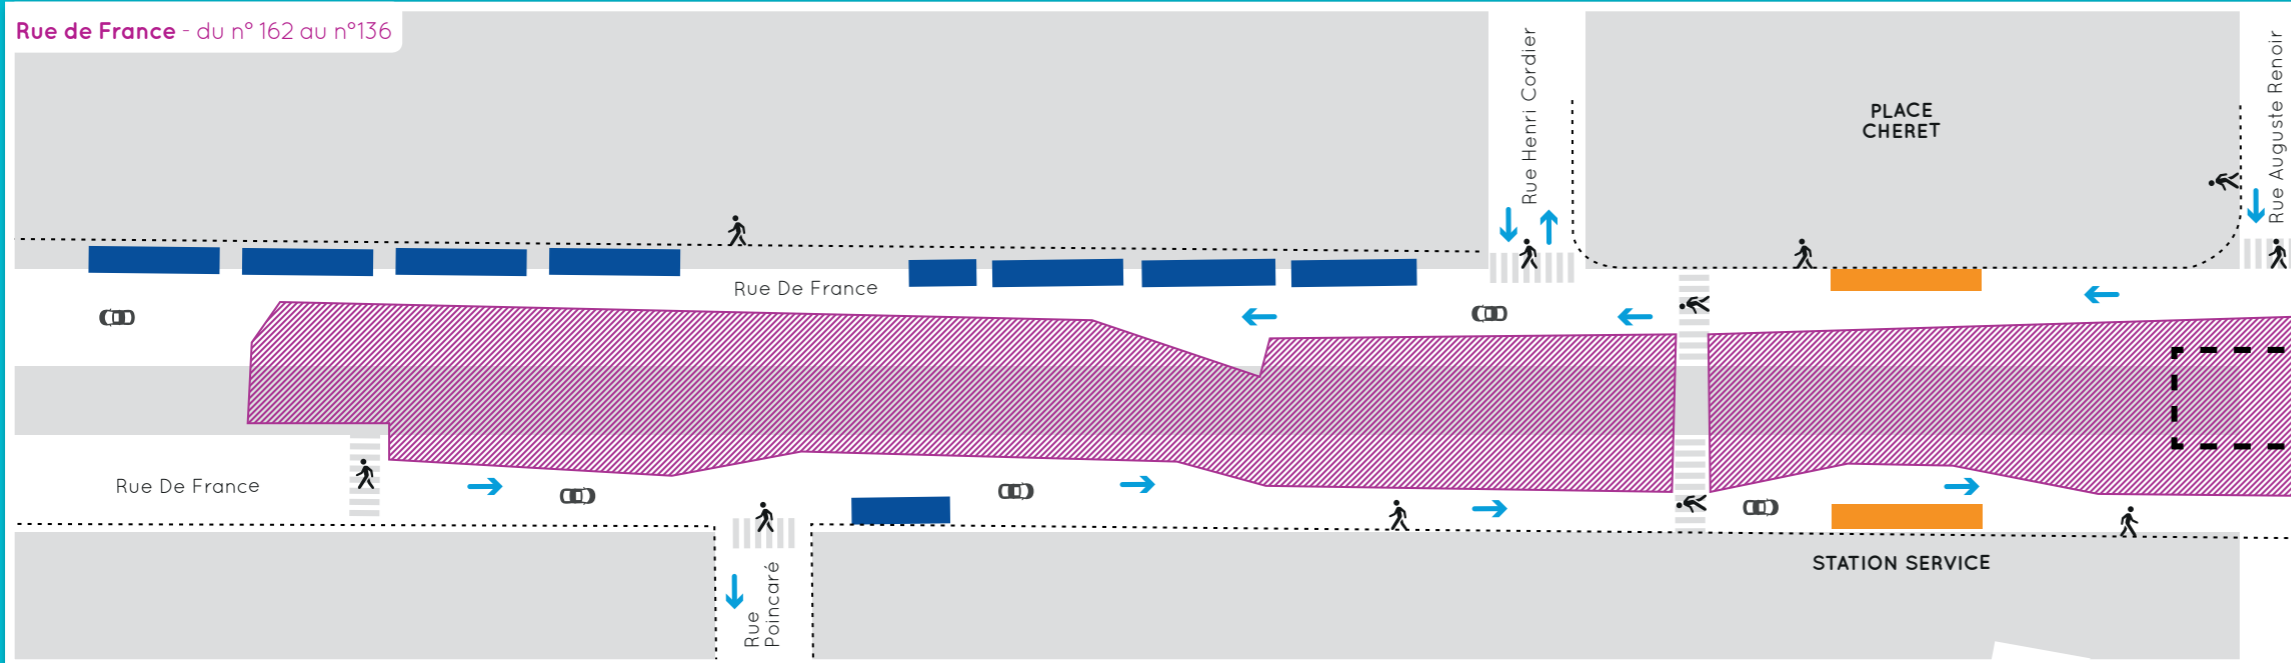 Rue de France - du n° 162 au n°136
Rue Henri Cordier
PLACE
CHERET
Rue Auguste Renoir
Rue De France
Rue De France
STATION SERVICE
Rue
Poincaré